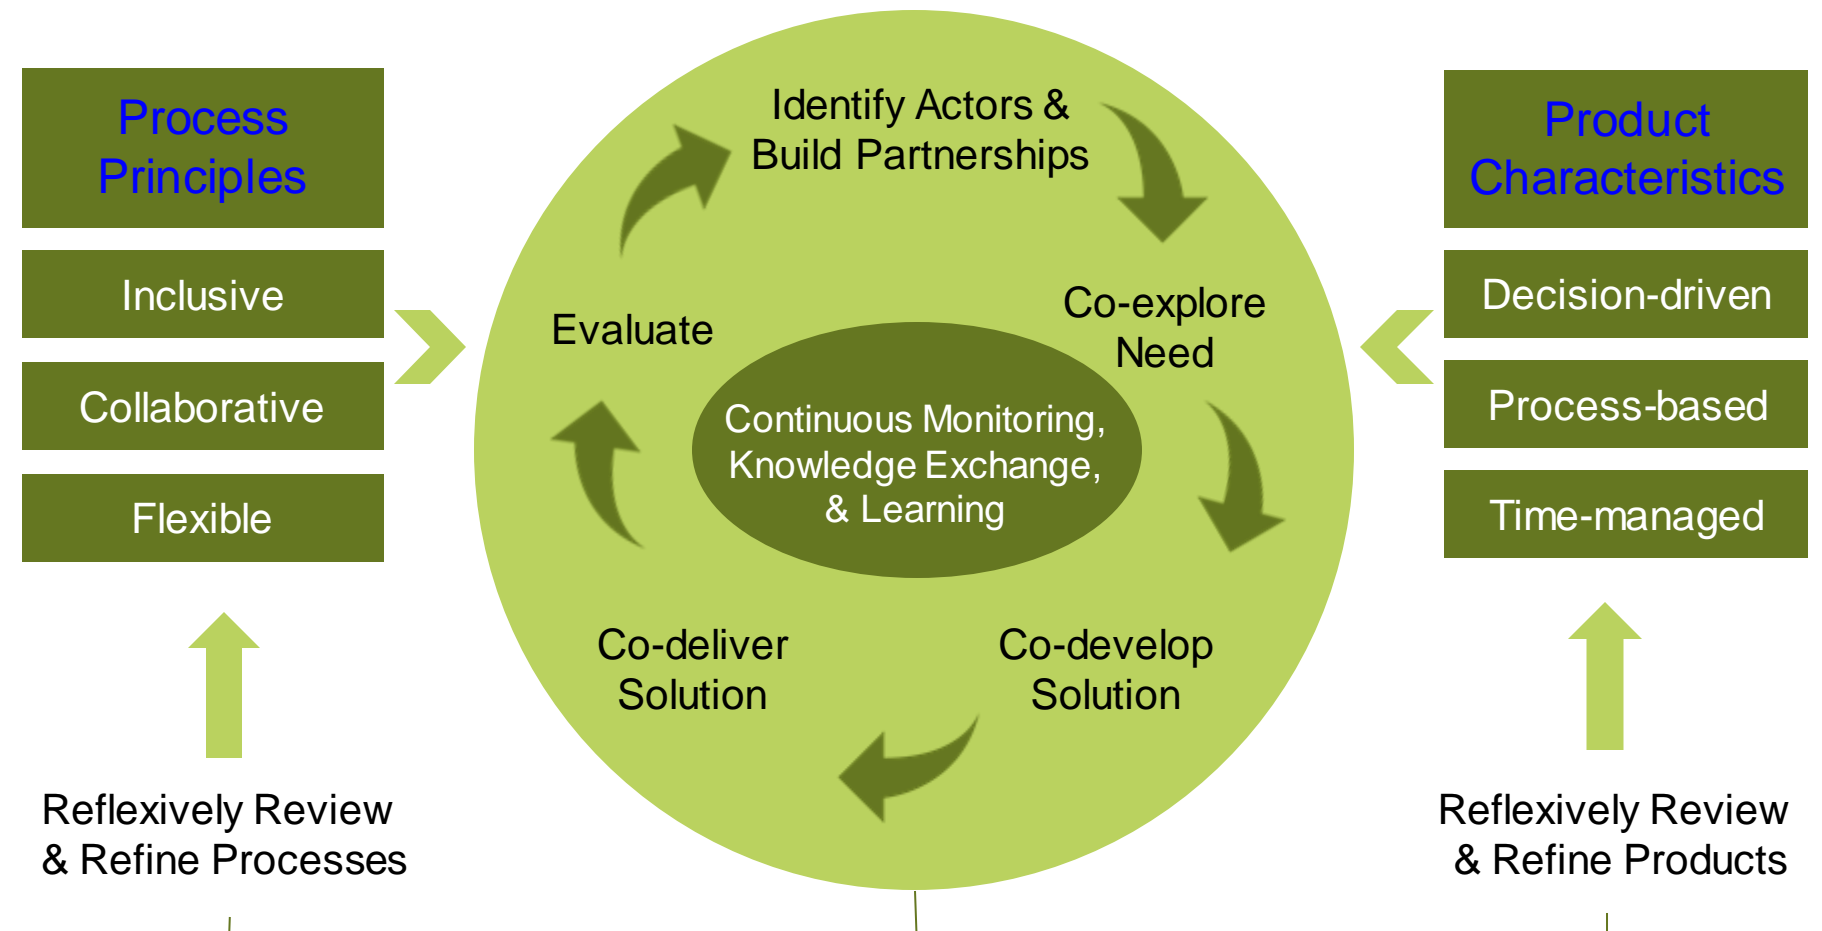 Process
Principles
Inclusive
Collaborative
Flexible
Reflexively Review
& Refine Processes
Identify Actors &
Build Partnerships
Co-explore
Need
Co-develop
Solution
Co-deliver
Solution
Evaluate
Continuous Monitoring,
Knowledge Exchange,
& Learning
Product
Characteristics
Decision-driven
Process-based
Time-managed
Reflexively Review
& Refine Products